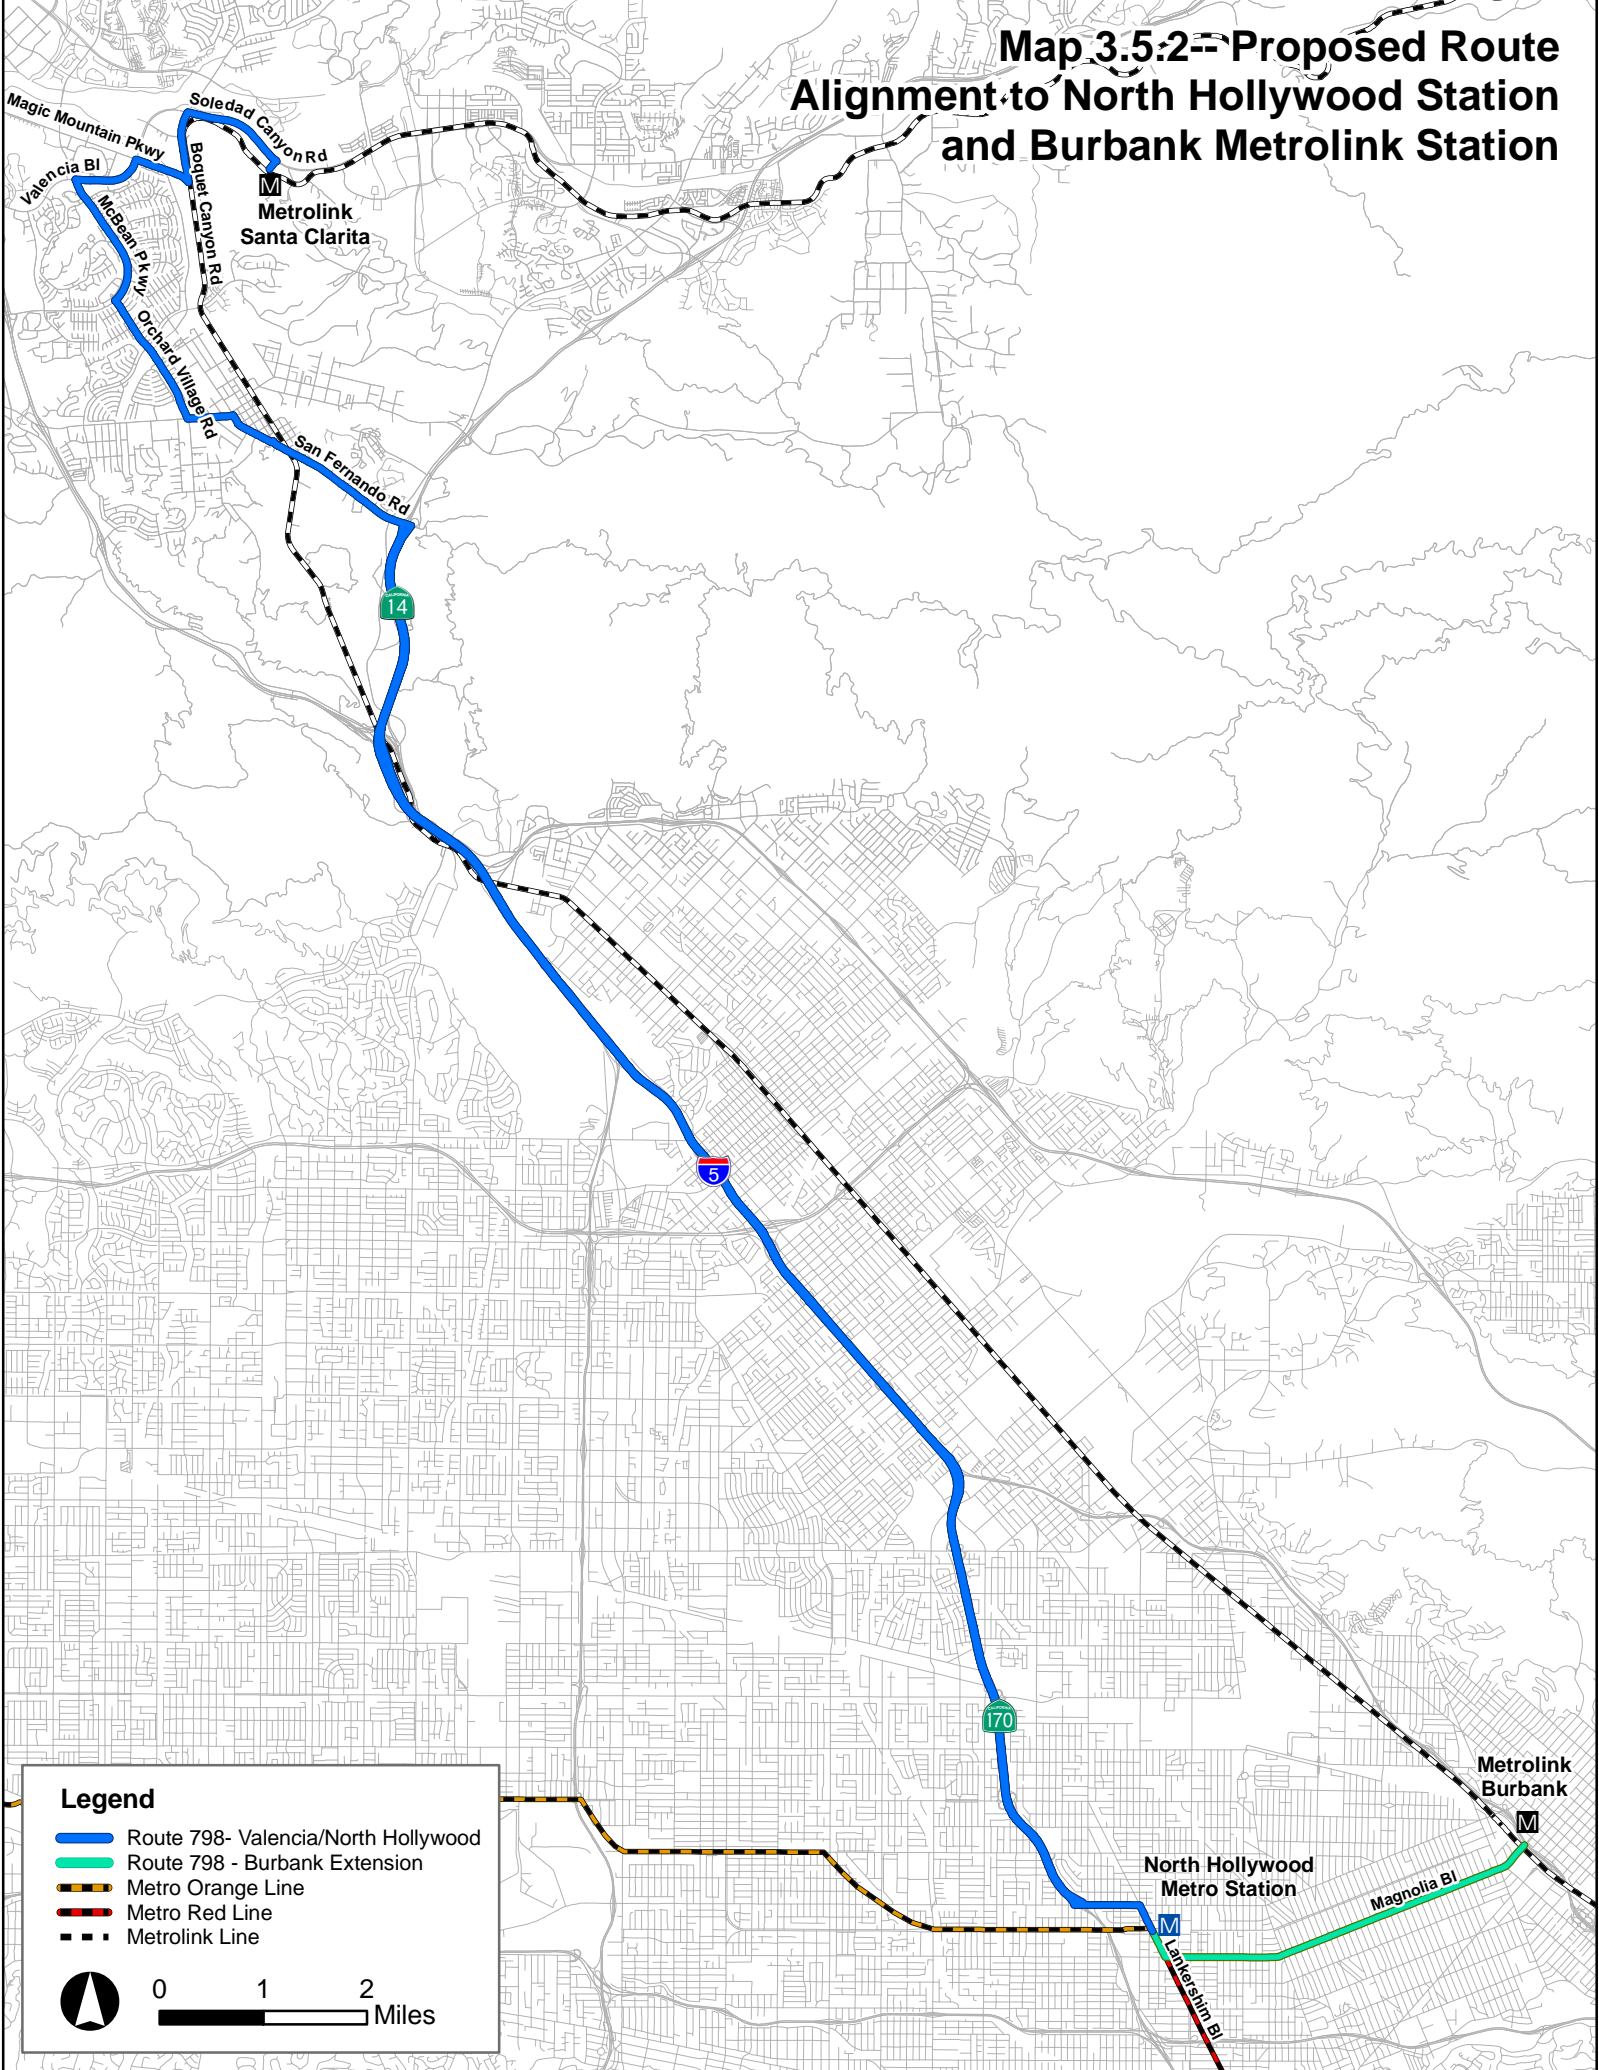 Map 3.5.2-- Proposed Route
Alignment to North Hollywood Station
and Burbank Metrolink Station
Magic Mountain Pkwy
Soledad Canyon Rd
Valencia Bl
Boquet Canyon Rd
M
Metrolink
Santa Clarita
McBean Pkwy
Orchard Village Rd
San Fernando Rd
CALIFORNIA
14
5
CALIFORNIA
170
Metrolink
Burbank
M
North Hollywood
Metro Station
Magnolia Bl
M
Lankershim Bl
Legend
Route 798- Valencia/North Hollywood
Route 798 - Burbank Extension
Metro Orange Line
Metro Red Line
Metrolink Line
0 1 2
Miles